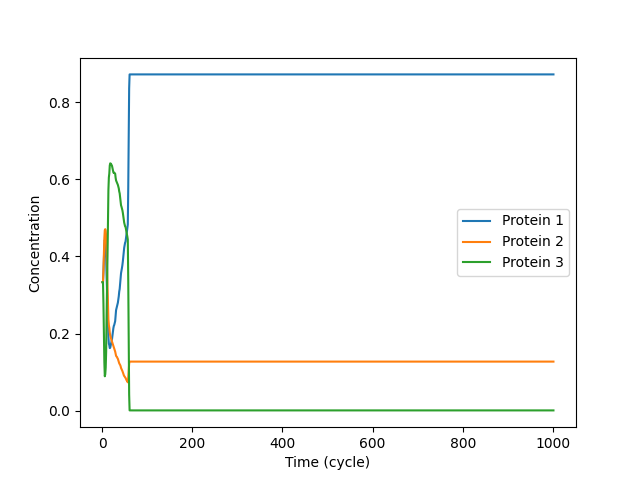 0.8
0.6
0.4
0.2
0.0
Concentration
Protein 1
Protein 2
Protein 3
0 200 400 600 800 1000
Time (cycle)